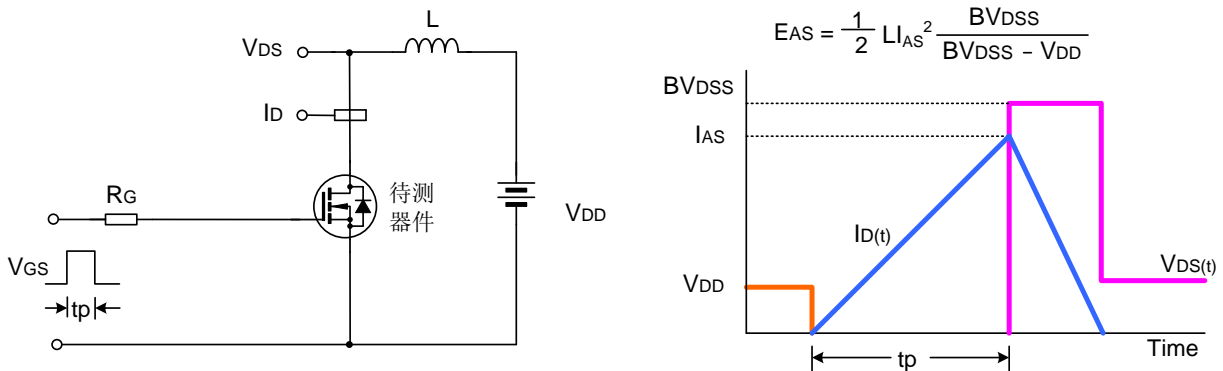 VDS
L
ID
RG
待测
器件
VDD
VGS
tp
EAS = 1/2 LIAS² BVDSS / (BVDSS − VDD)
BVDSS
IAS
ID(t)
VDD
VDS(t)
Time
tp